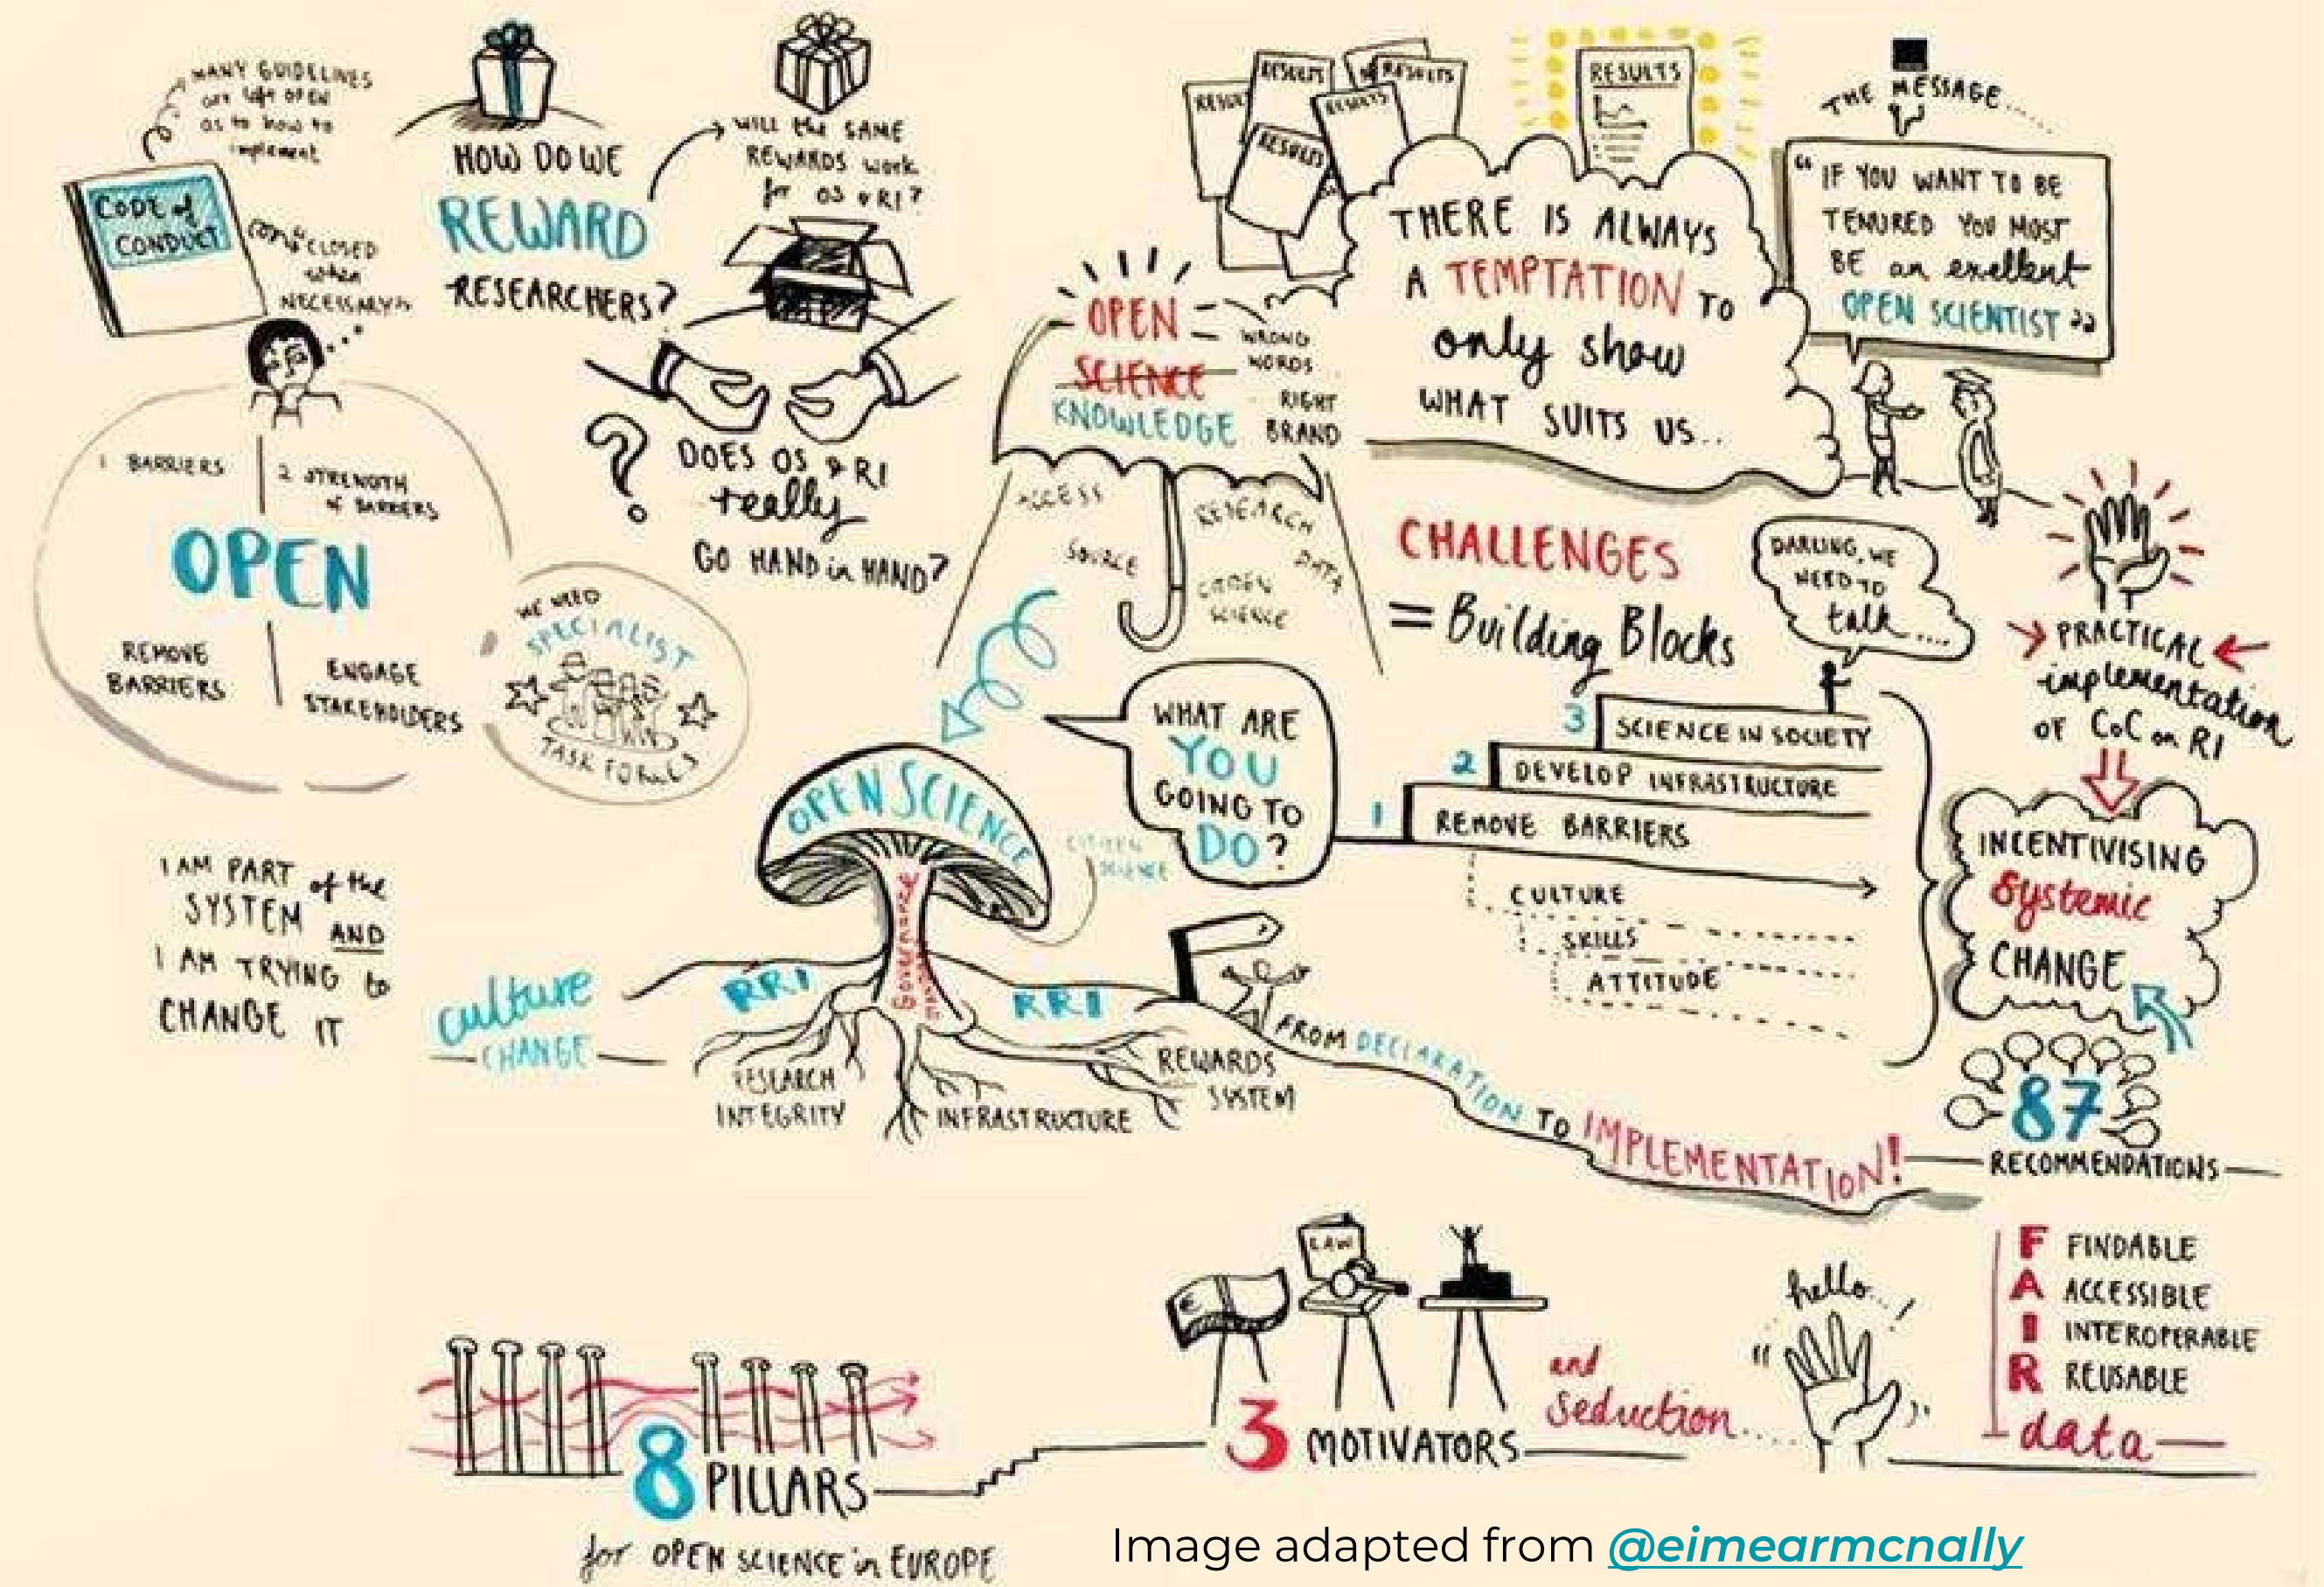 MANY GUIDELINES
are left OPEN
as to how to
implement
CODE of
CONDUCT
CLOSED
when
NECESSARY
HOW DO WE
REWARD
RESEARCHERS?
WILL the SAME
REWARDS work
for OS & RI?
DOES OS & RI
really
GO HAND in HAND?
1 BARRIERS
2 STRENGTH
of BARRIERS
OPEN
REMOVE
BARRIERS
ENGAGE
STAKEHOLDERS
WE NEED
SPECIALIST
TASK FORCES
I AM PART of the
SYSTEM AND
I AM TRYING to
CHANGE IT
RESULTS
RESULTS
RESULTS
RESULTS
RESULTS
RESULTS
THERE IS ALWAYS
A TEMPTATION TO
only show
WHAT SUITS US..
THE MESSAGE....
"IF YOU WANT TO BE
TENURED YOU MOST
BE an exellent
OPEN SCIENTIST"
OPEN
SCIENCE
KNOWLEDGE
WRONG
WORDS...
RIGHT
BRAND
ACCESS
SOURCE
RESEARCH
DATA
CITIZEN
SCIENCE
CHALLENGES
= Building Blocks
DARLING, WE
NEED TO
talk....
3 SCIENCE IN SOCIETY
2 DEVELOP INFRASTRUCTURE
1 REMOVE BARRIERS
CULTURE
SKILLS
ATTITUDE
PRACTICAL
implementation
OF CoC on RI
INCENTIVISING
Systemic
CHANGE
87
RECOMMENDATIONS
WHAT ARE
YOU
GOING TO
DO?
OPEN SCIENCE
CITIZEN
SCIENCE
Governance
culture
CHANGE
RRI
RRI
RESEARCH
INTEGRITY
INFRASTRUCTURE
REWARDS
SYSTEM
FROM DECLARATION TO IMPLEMENTATION!
8 PILLARS
for OPEN SCIENCE in EUROPE
€
LAW
3 MOTIVATORS
and
seduction....
hello...
F FINDABLE
A ACCESSIBLE
I INTEROPERABLE
R REUSABLE
data
Image adapted from @eimearmcnally